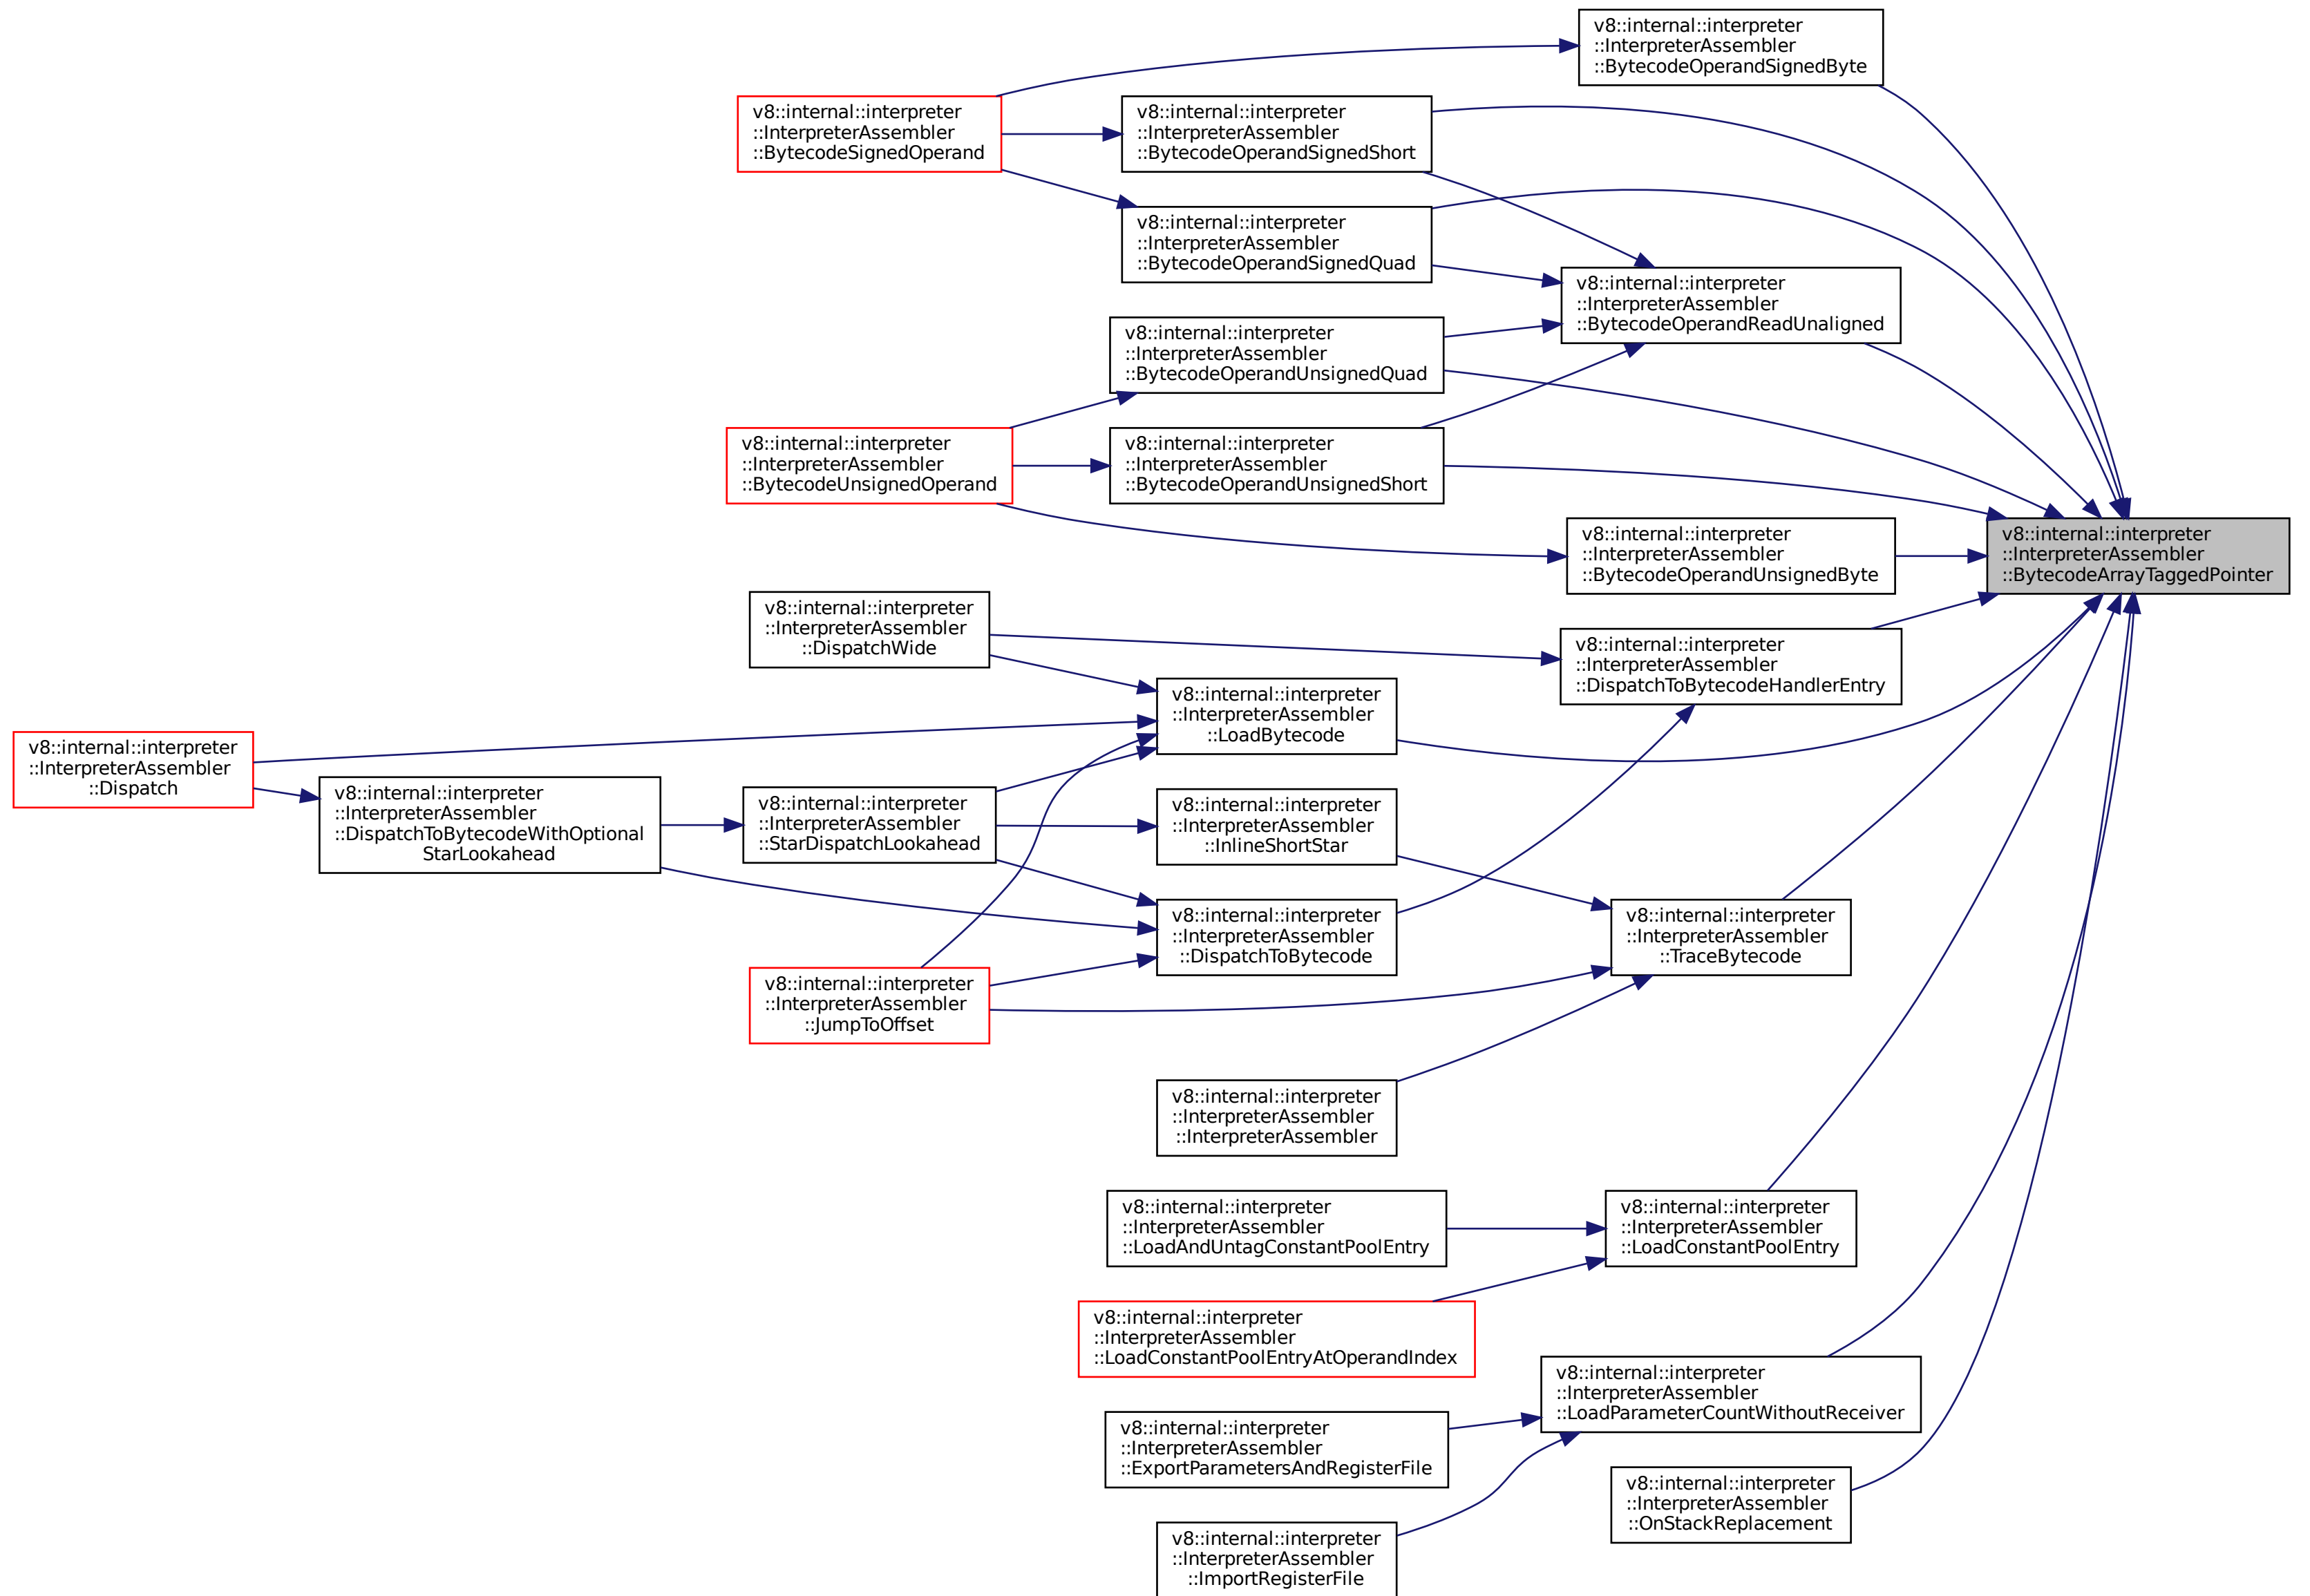 v8::internal::interpreter
::InterpreterAssembler
::BytecodeOperandSignedByte
v8::internal::interpreter
::InterpreterAssembler
::BytecodeSignedOperand
v8::internal::interpreter
::InterpreterAssembler
::BytecodeOperandSignedShort
v8::internal::interpreter
::InterpreterAssembler
::BytecodeOperandSignedQuad
v8::internal::interpreter
::InterpreterAssembler
::BytecodeOperandReadUnaligned
v8::internal::interpreter
::InterpreterAssembler
::BytecodeOperandUnsignedQuad
v8::internal::interpreter
::InterpreterAssembler
::BytecodeUnsignedOperand
v8::internal::interpreter
::InterpreterAssembler
::BytecodeOperandUnsignedShort
v8::internal::interpreter
::InterpreterAssembler
::BytecodeOperandUnsignedByte
v8::internal::interpreter
::InterpreterAssembler
::BytecodeArrayTaggedPointer
v8::internal::interpreter
::InterpreterAssembler
::DispatchWide
v8::internal::interpreter
::InterpreterAssembler
::DispatchToBytecodeHandlerEntry
v8::internal::interpreter
::InterpreterAssembler
::LoadBytecode
v8::internal::interpreter
::InterpreterAssembler
::Dispatch
v8::internal::interpreter
::InterpreterAssembler
::DispatchToBytecodeWithOptional
StarLookahead
v8::internal::interpreter
::InterpreterAssembler
::StarDispatchLookahead
v8::internal::interpreter
::InterpreterAssembler
::InlineShortStar
v8::internal::interpreter
::InterpreterAssembler
::DispatchToBytecode
v8::internal::interpreter
::InterpreterAssembler
::TraceBytecode
v8::internal::interpreter
::InterpreterAssembler
::JumpToOffset
v8::internal::interpreter
::InterpreterAssembler
::InterpreterAssembler
v8::internal::interpreter
::InterpreterAssembler
::LoadAndUntagConstantPoolEntry
v8::internal::interpreter
::InterpreterAssembler
::LoadConstantPoolEntry
v8::internal::interpreter
::InterpreterAssembler
::LoadConstantPoolEntryAtOperandIndex
v8::internal::interpreter
::InterpreterAssembler
::LoadParameterCountWithoutReceiver
v8::internal::interpreter
::InterpreterAssembler
::ExportParametersAndRegisterFile
v8::internal::interpreter
::InterpreterAssembler
::OnStackReplacement
v8::internal::interpreter
::InterpreterAssembler
::ImportRegisterFile